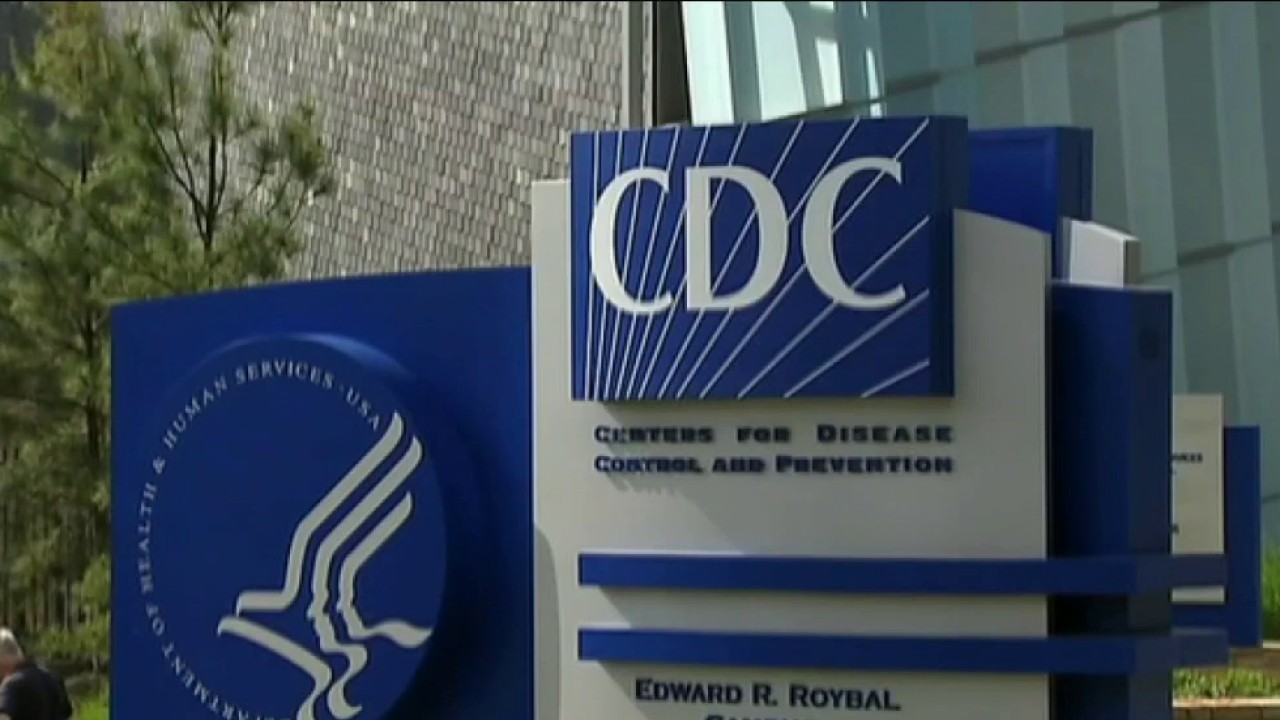 CDC
CENTERS FOR DISEASE
CONTROL AND PREVENTION
DEPARTMENT OF HEALTH & HUMAN SERVICES · USA
EDWARD R. ROYBAL